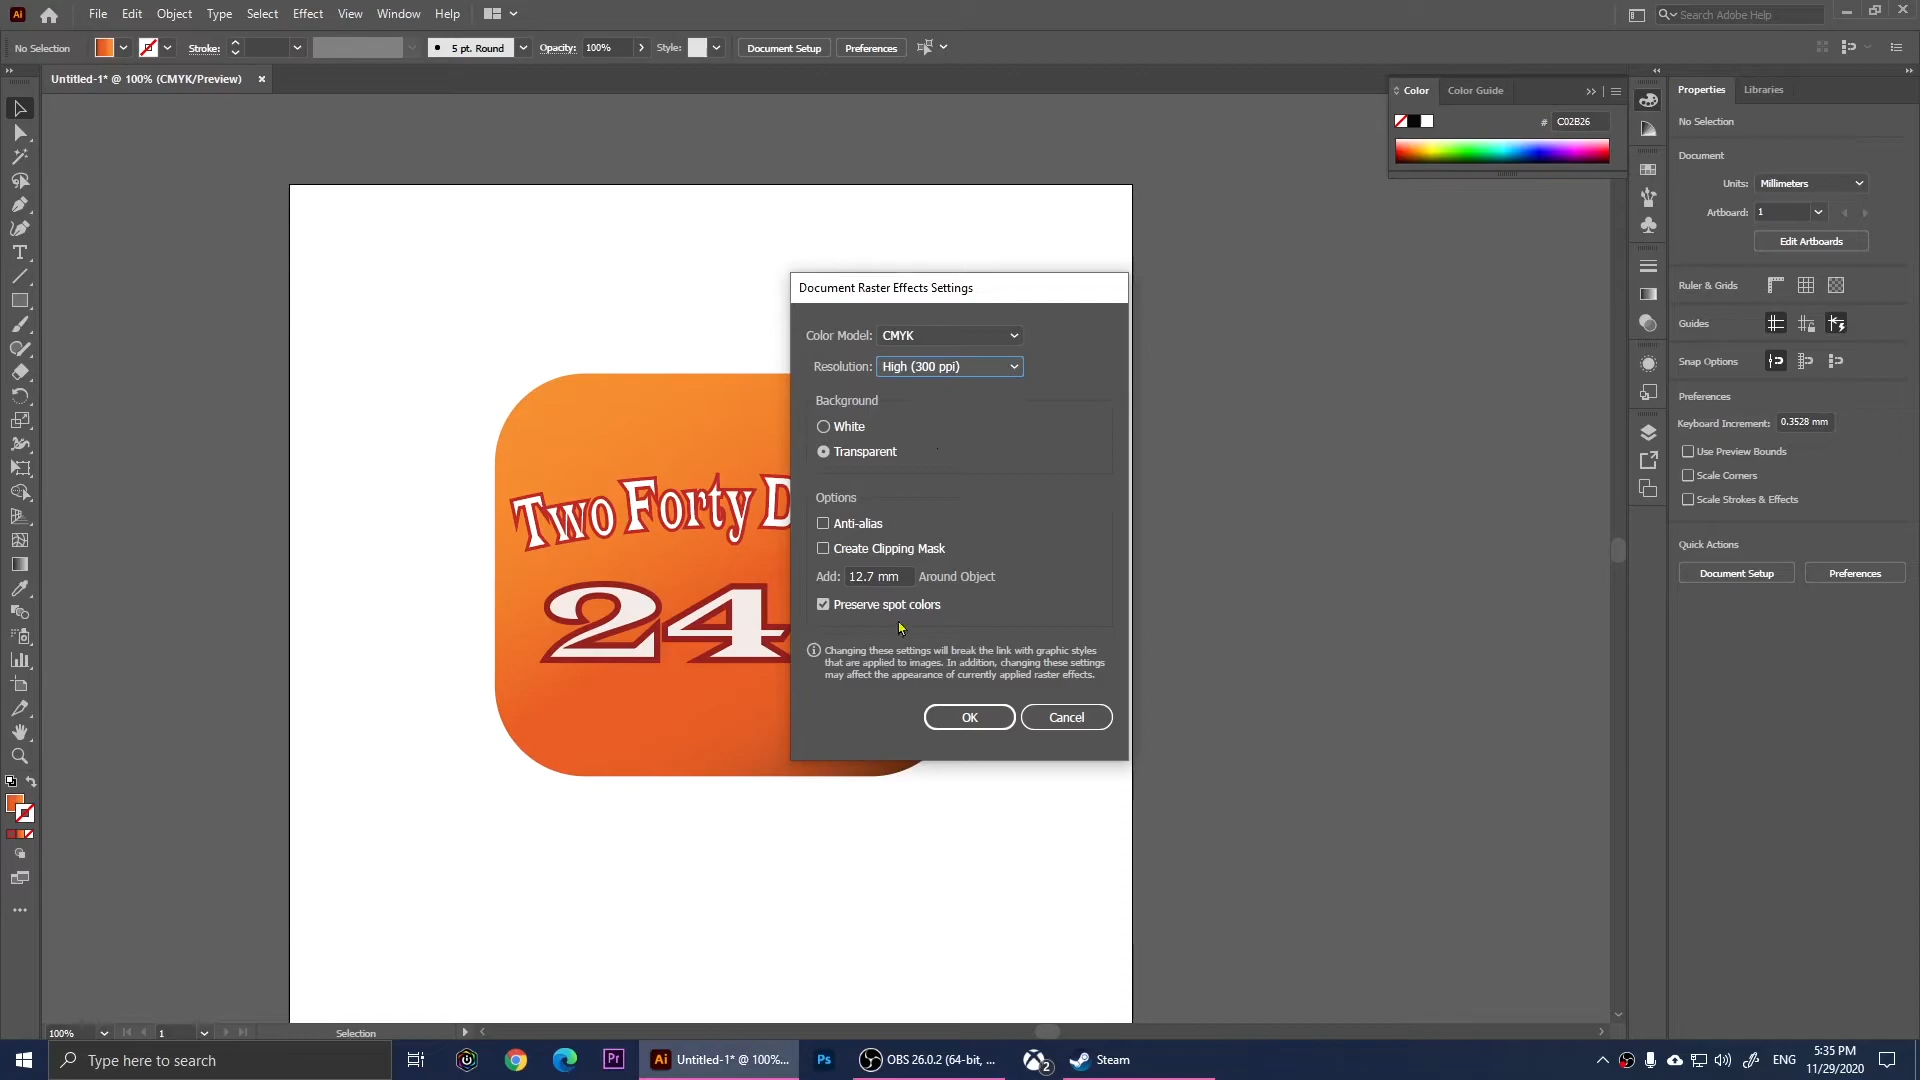 Ai File Edit Object Type Select Effect View Window Help Search Adobe Help
No Selection Stroke: 5 pt. Round Opacity: 100% Style: Document Setup Preferences
Untitled-1* @ 100% (CMYK/Preview) ×
Color Color Guide
# C02B26
Properties Libraries
No Selection
Document
Units: Millimeters
Artboard: 1
Edit Artboards
Ruler & Grids
Guides
Snap Options
Preferences
Keyboard Increment: 0.3528 mm
Use Preview Bounds
Scale Corners
Scale Strokes & Effects
Quick Actions
Document Setup Preferences
Two Forty D
24
Document Raster Effects Settings
Color Model: CMYK
Resolution: High (300 ppi)
Background
White
Transparent
Options
Anti-alias
Create Clipping Mask
Add: 12.7 mm Around Object
Preserve spot colors
Changing these settings will break the link with graphic styles
that are applied to images. In addition, changing these settings
may affect the appearance of currently applied raster effects.
OK Cancel
100% 1 Selection
Type here to search Pr Ai Untitled-1* @ 100%... Ps OBS 26.0.2 (64-bit, ... 2 Steam ENG 5:35 PM
11/29/2020